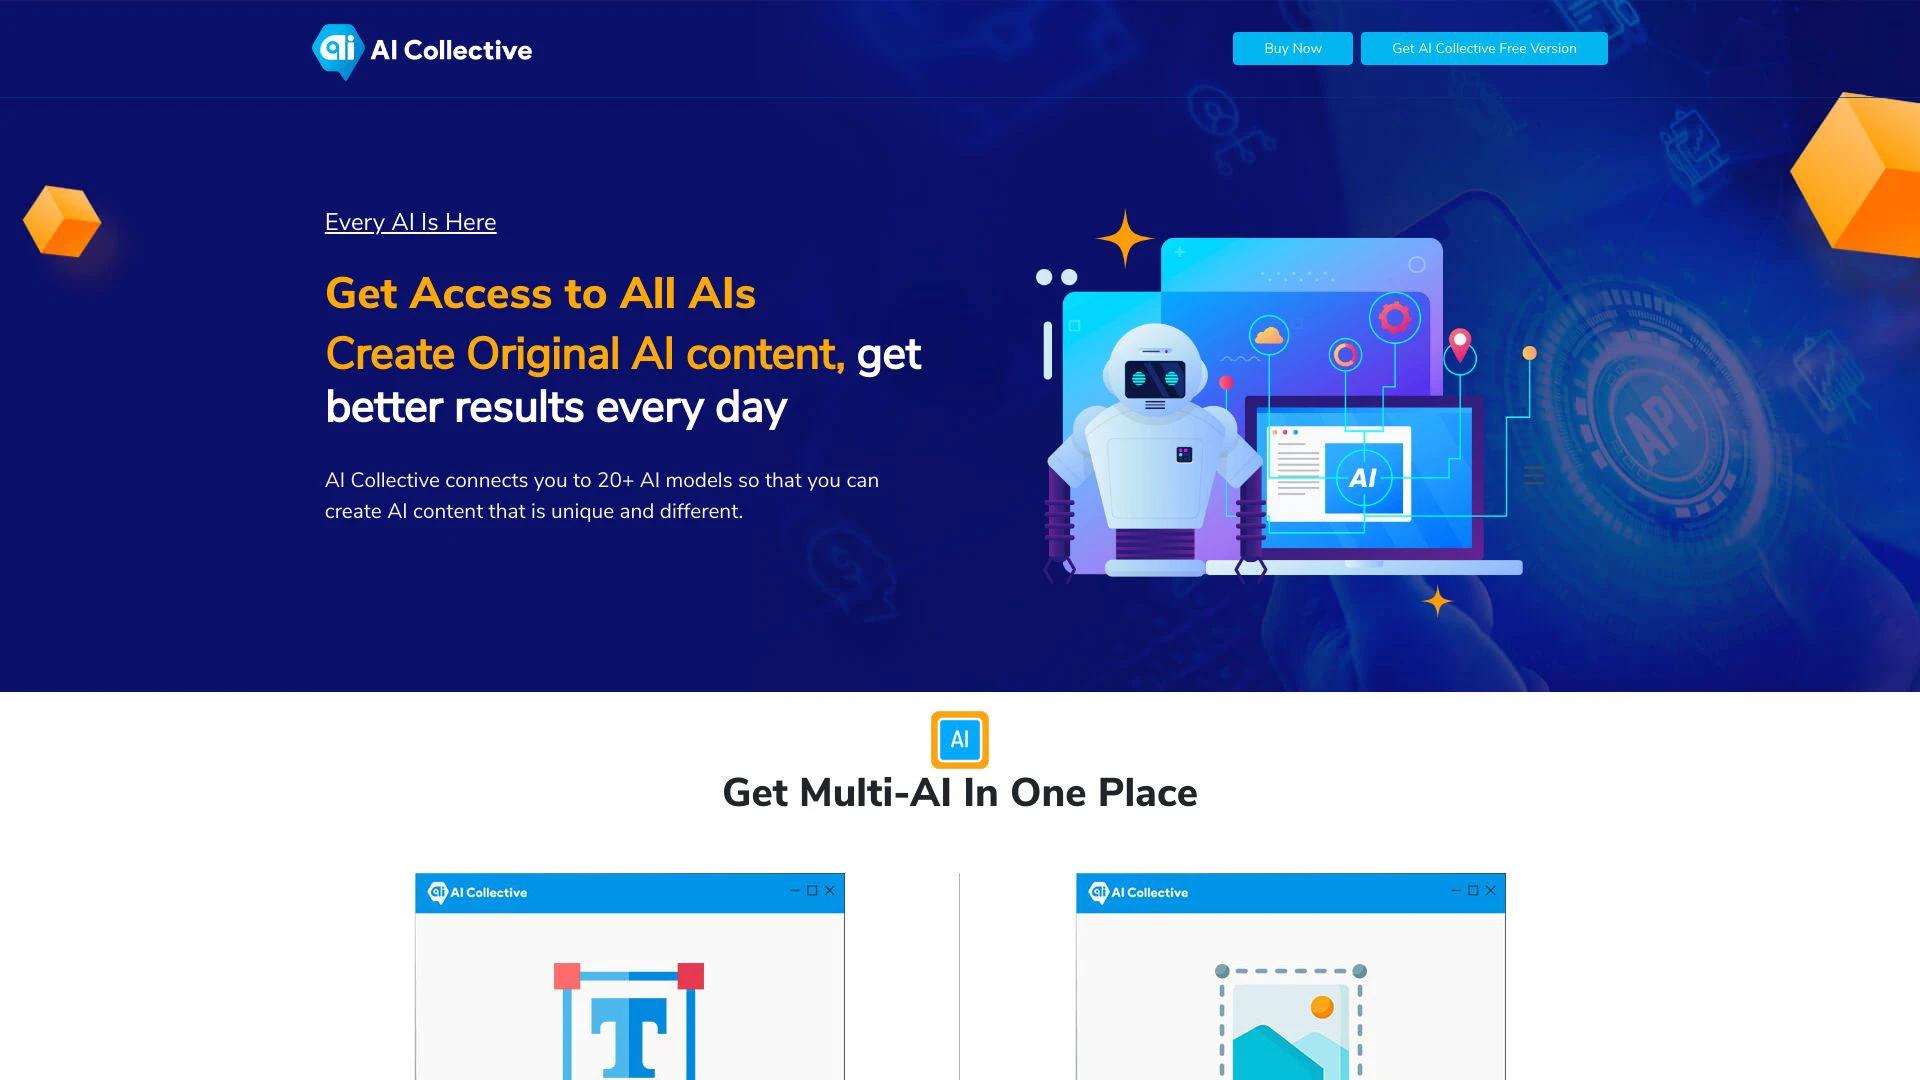 ai AI Collective
Buy Now
Get AI Collective Free Version
Every AI Is Here
Get Access to All AIs
Create Original AI content, get
better results every day
AI Collective connects you to 20+ AI models so that you can
create AI content that is unique and different.
AI
API
AI
Get Multi-AI In One Place
ai AI Collective
ai AI Collective
T